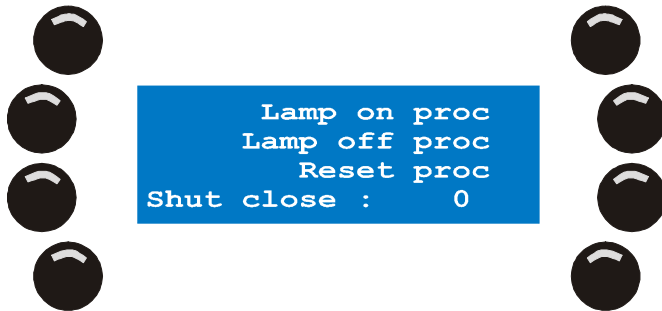 Lamp on proc
Lamp off proc
Reset proc
Shut close : 0